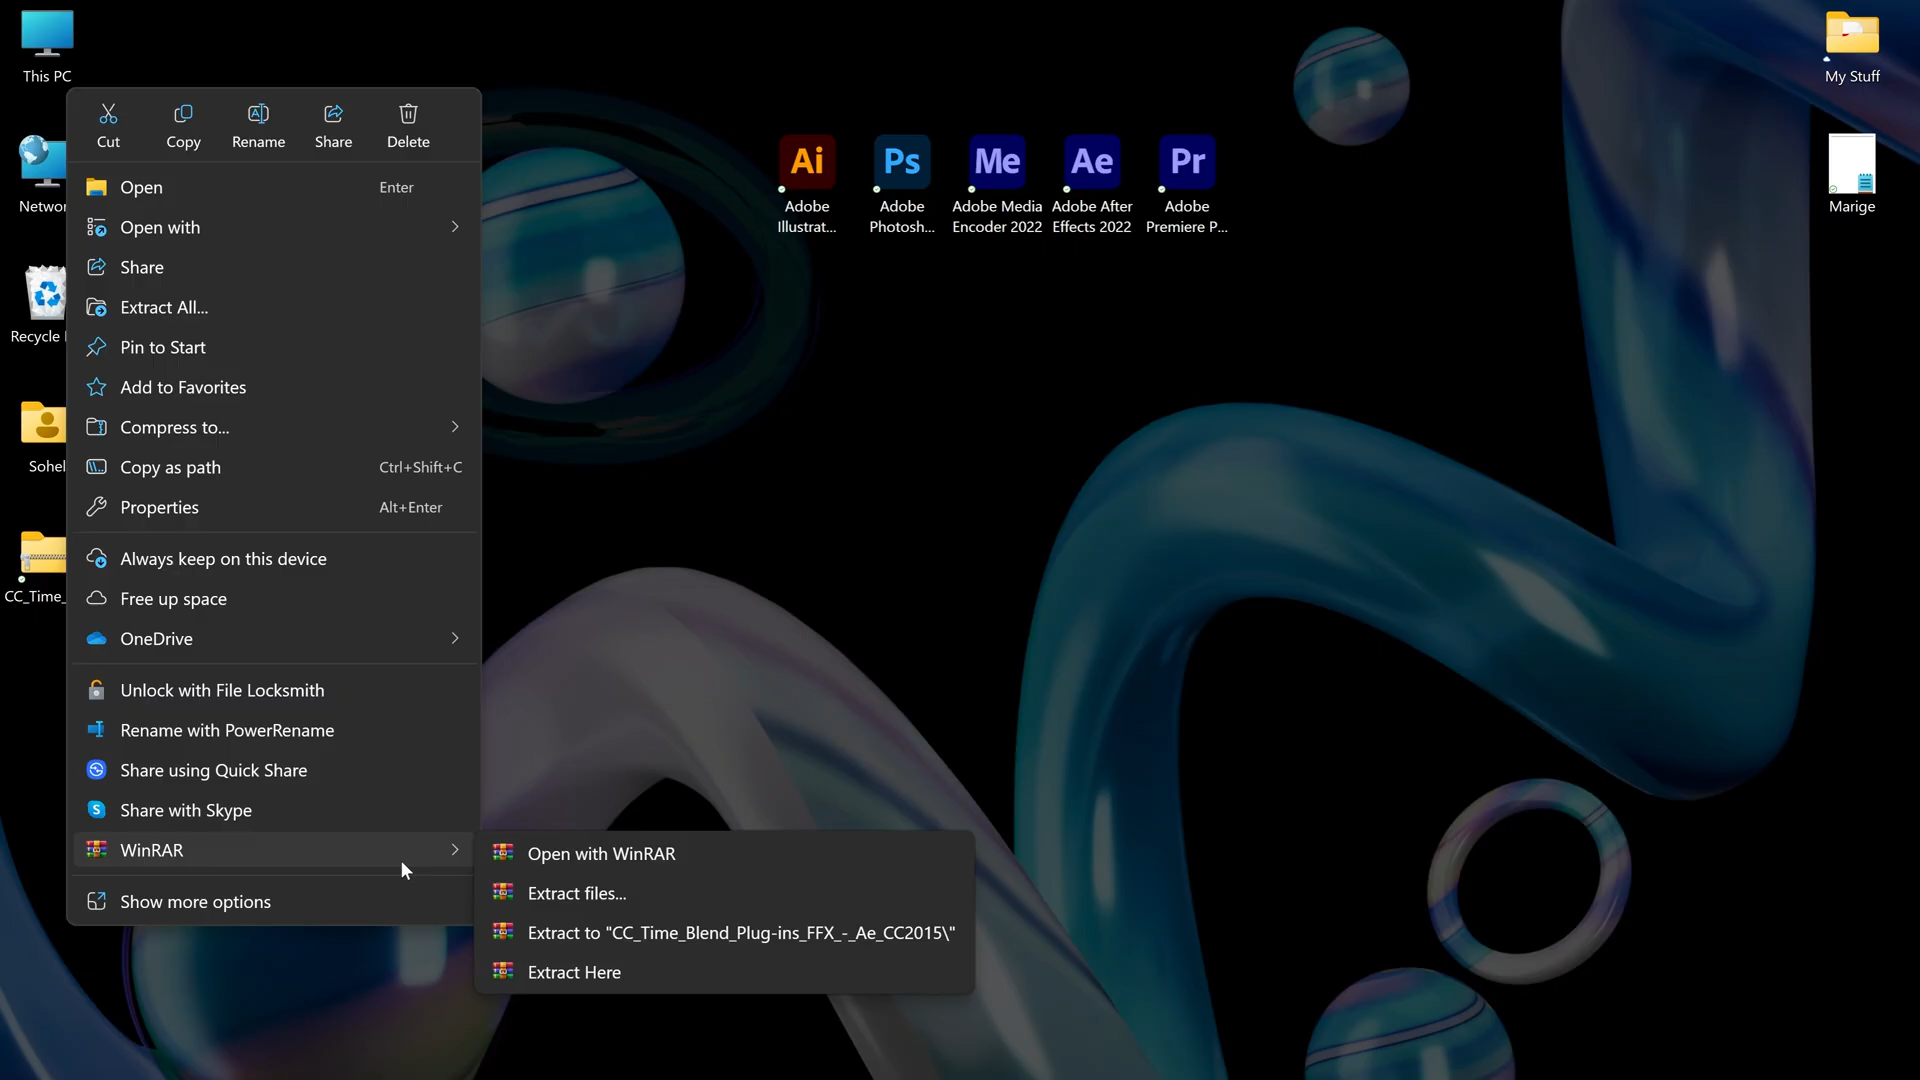 This PC
Network
Recycle
Sohel
CC_Time_
Cut
Copy
Rename
Share
Delete
Open Enter
Open with
Share
Extract All...
Pin to Start
Add to Favorites
Compress to...
Copy as path Ctrl+Shift+C
Properties Alt+Enter
Always keep on this device
Free up space
OneDrive
Unlock with File Locksmith
Rename with PowerRename
Share using Quick Share
Share with Skype
WinRAR
Show more options
Open with WinRAR
Extract files...
Extract to "CC_Time_Blend_Plug-ins_FFX_-_Ae_CC2015\"
Extract Here
Ai
Adobe
Illustrat...
Ps
Adobe
Photosh...
Me
Adobe Media
Encoder 2022
Ae
Adobe After
Effects 2022
Pr
Adobe
Premiere P...
My Stuff
Marige